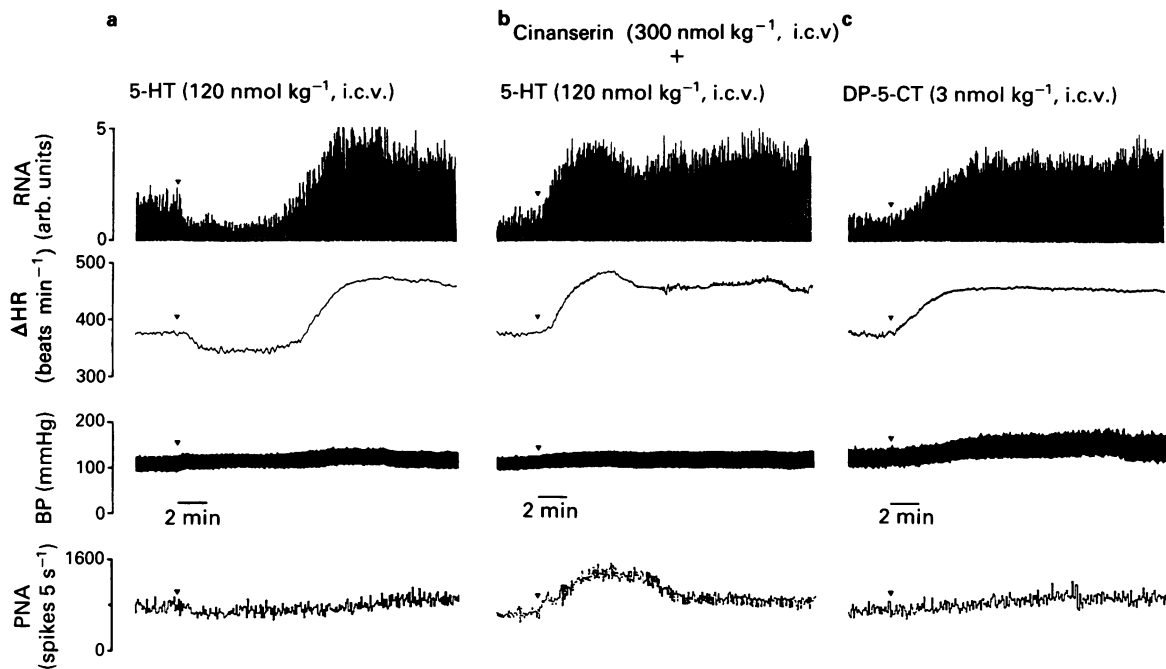 a
b
Cinanserin (300 nmol kg⁻¹, i.c.v)
c
+
5-HT (120 nmol kg⁻¹, i.c.v.)
5-HT (120 nmol kg⁻¹, i.c.v.)
DP-5-CT (3 nmol kg⁻¹, i.c.v.)
RNA
(arb. units)
5
0
ΔHR
(beats min⁻¹)
500
400
300
BP (mmHg)
200
100
0
2 min
2 min
2 min
PNA
(spikes 5 s⁻¹)
1600
0